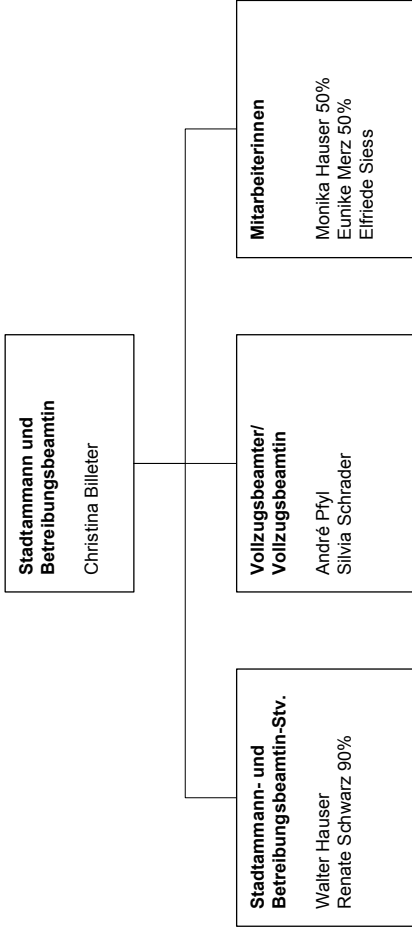 Stadtammann und
Betreibungsbeamtin
Christina Billeter
Stadtammann- und
Betreibungsbeamtin-Stv.
Walter Hauser
Renate Schwarz 90%
Vollzugsbeamter/
Vollzugsbeamtin
André Pfyl
Silvia Schrader
Mitarbeiterinnen
Monika Hauser 50%
Eunike Merz 50%
Elfriede Siess